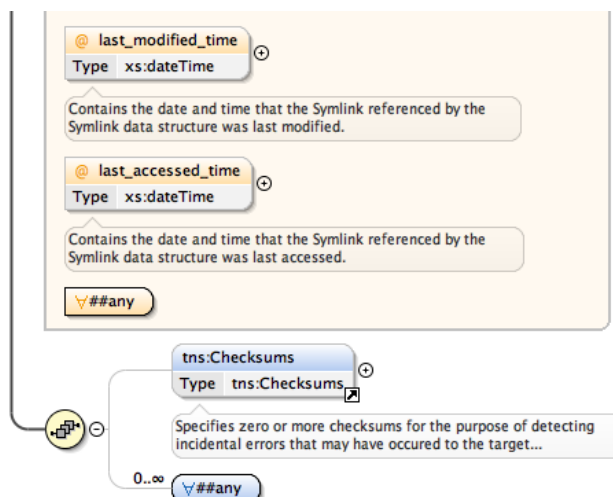 @ last_modified_time
Type xs:dateTime
Contains the date and time that the Symlink referenced by the
Symlink data structure was last modified.
@ last_accessed_time
Type xs:dateTime
Contains the date and time that the Symlink referenced by the
Symlink data structure was last accessed.
∀##any
tns:Checksums
Type tns:Checksums
Specifies zero or more checksums for the purpose of detecting
incidental errors that may have occured to the target...
0..∞
∀##any